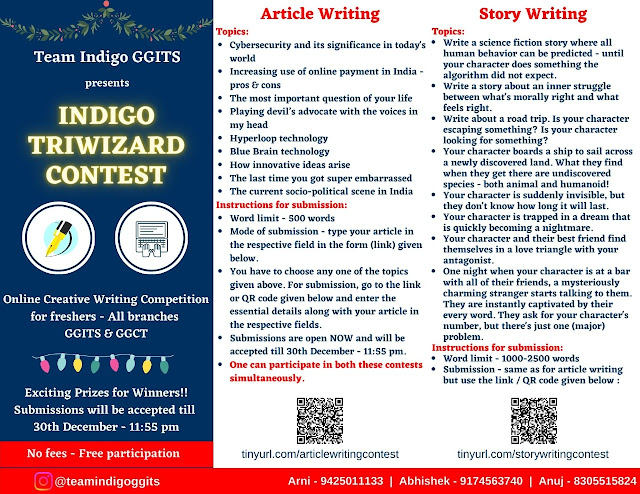 Team Indigo GGITS
presents
INDIGO
TRIWIZARD
CONTEST
Online Creative Writing Competition
for freshers - All branches
GGITS & GGCT
Exciting Prizes for Winners!!
Submissions will be accepted till
30th December - 11:55 pm
No fees - Free participation
@teamindigoggits
Article Writing
Topics:
Cybersecurity and its significance in today's
world
Increasing use of online payment in India -
pros & cons
The most important question of your life
Playing devil's advocate with the voices in
my head
Hyperloop technology
Blue Brain technology
How innovative ideas arise
The last time you got super embarrassed
The current socio-political scene in India
Instructions for submission:
Word limit - 500 words
Mode of submission - type your article in
the respective field in the form (link) given
below.
You have to choose any one of the topics
given above. For submission, go to the link
or QR code given below and enter the
essential details along with your article in
the respective fields.
Submissions are open NOW and will be
accepted till 30th December - 11:55 pm.
One can participate in both these contests
simultaneously.
tinyurl.com/articlewritingcontest
Story Writing
Topics:
Write a science fiction story where all
human behavior can be predicted - until
your character does something the
algorithm did not expect.
Write a story about an inner struggle
between what's morally right and what
feels right.
Write about a road trip. Is your character
escaping something? Is your character
looking for something?
Your character boards a ship to sail across
a newly discovered land. What they find
when they get there are undiscovered
species - both animal and humanoid!
Your character is suddenly invisible, but
they don't know how long it will last.
Your character is trapped in a dream that
is quickly becoming a nightmare.
Your character and their best friend find
themselves in a love triangle with your
antagonist.
One night when your character is at a bar
with all of their friends, a mysteriously
charming stranger starts talking to them.
They are instantly captivated by their
every word. They ask for your character's
number, but there's just one (major)
problem.
Instructions for submission:
Word limit - 1000-2500 words
Submission - same as for article writing
but use the link / QR code given below :
tinyurl.com/storywritingcontest
Arni - 9425011133 | Abhishek - 9174563740 | Anuj - 8305515824